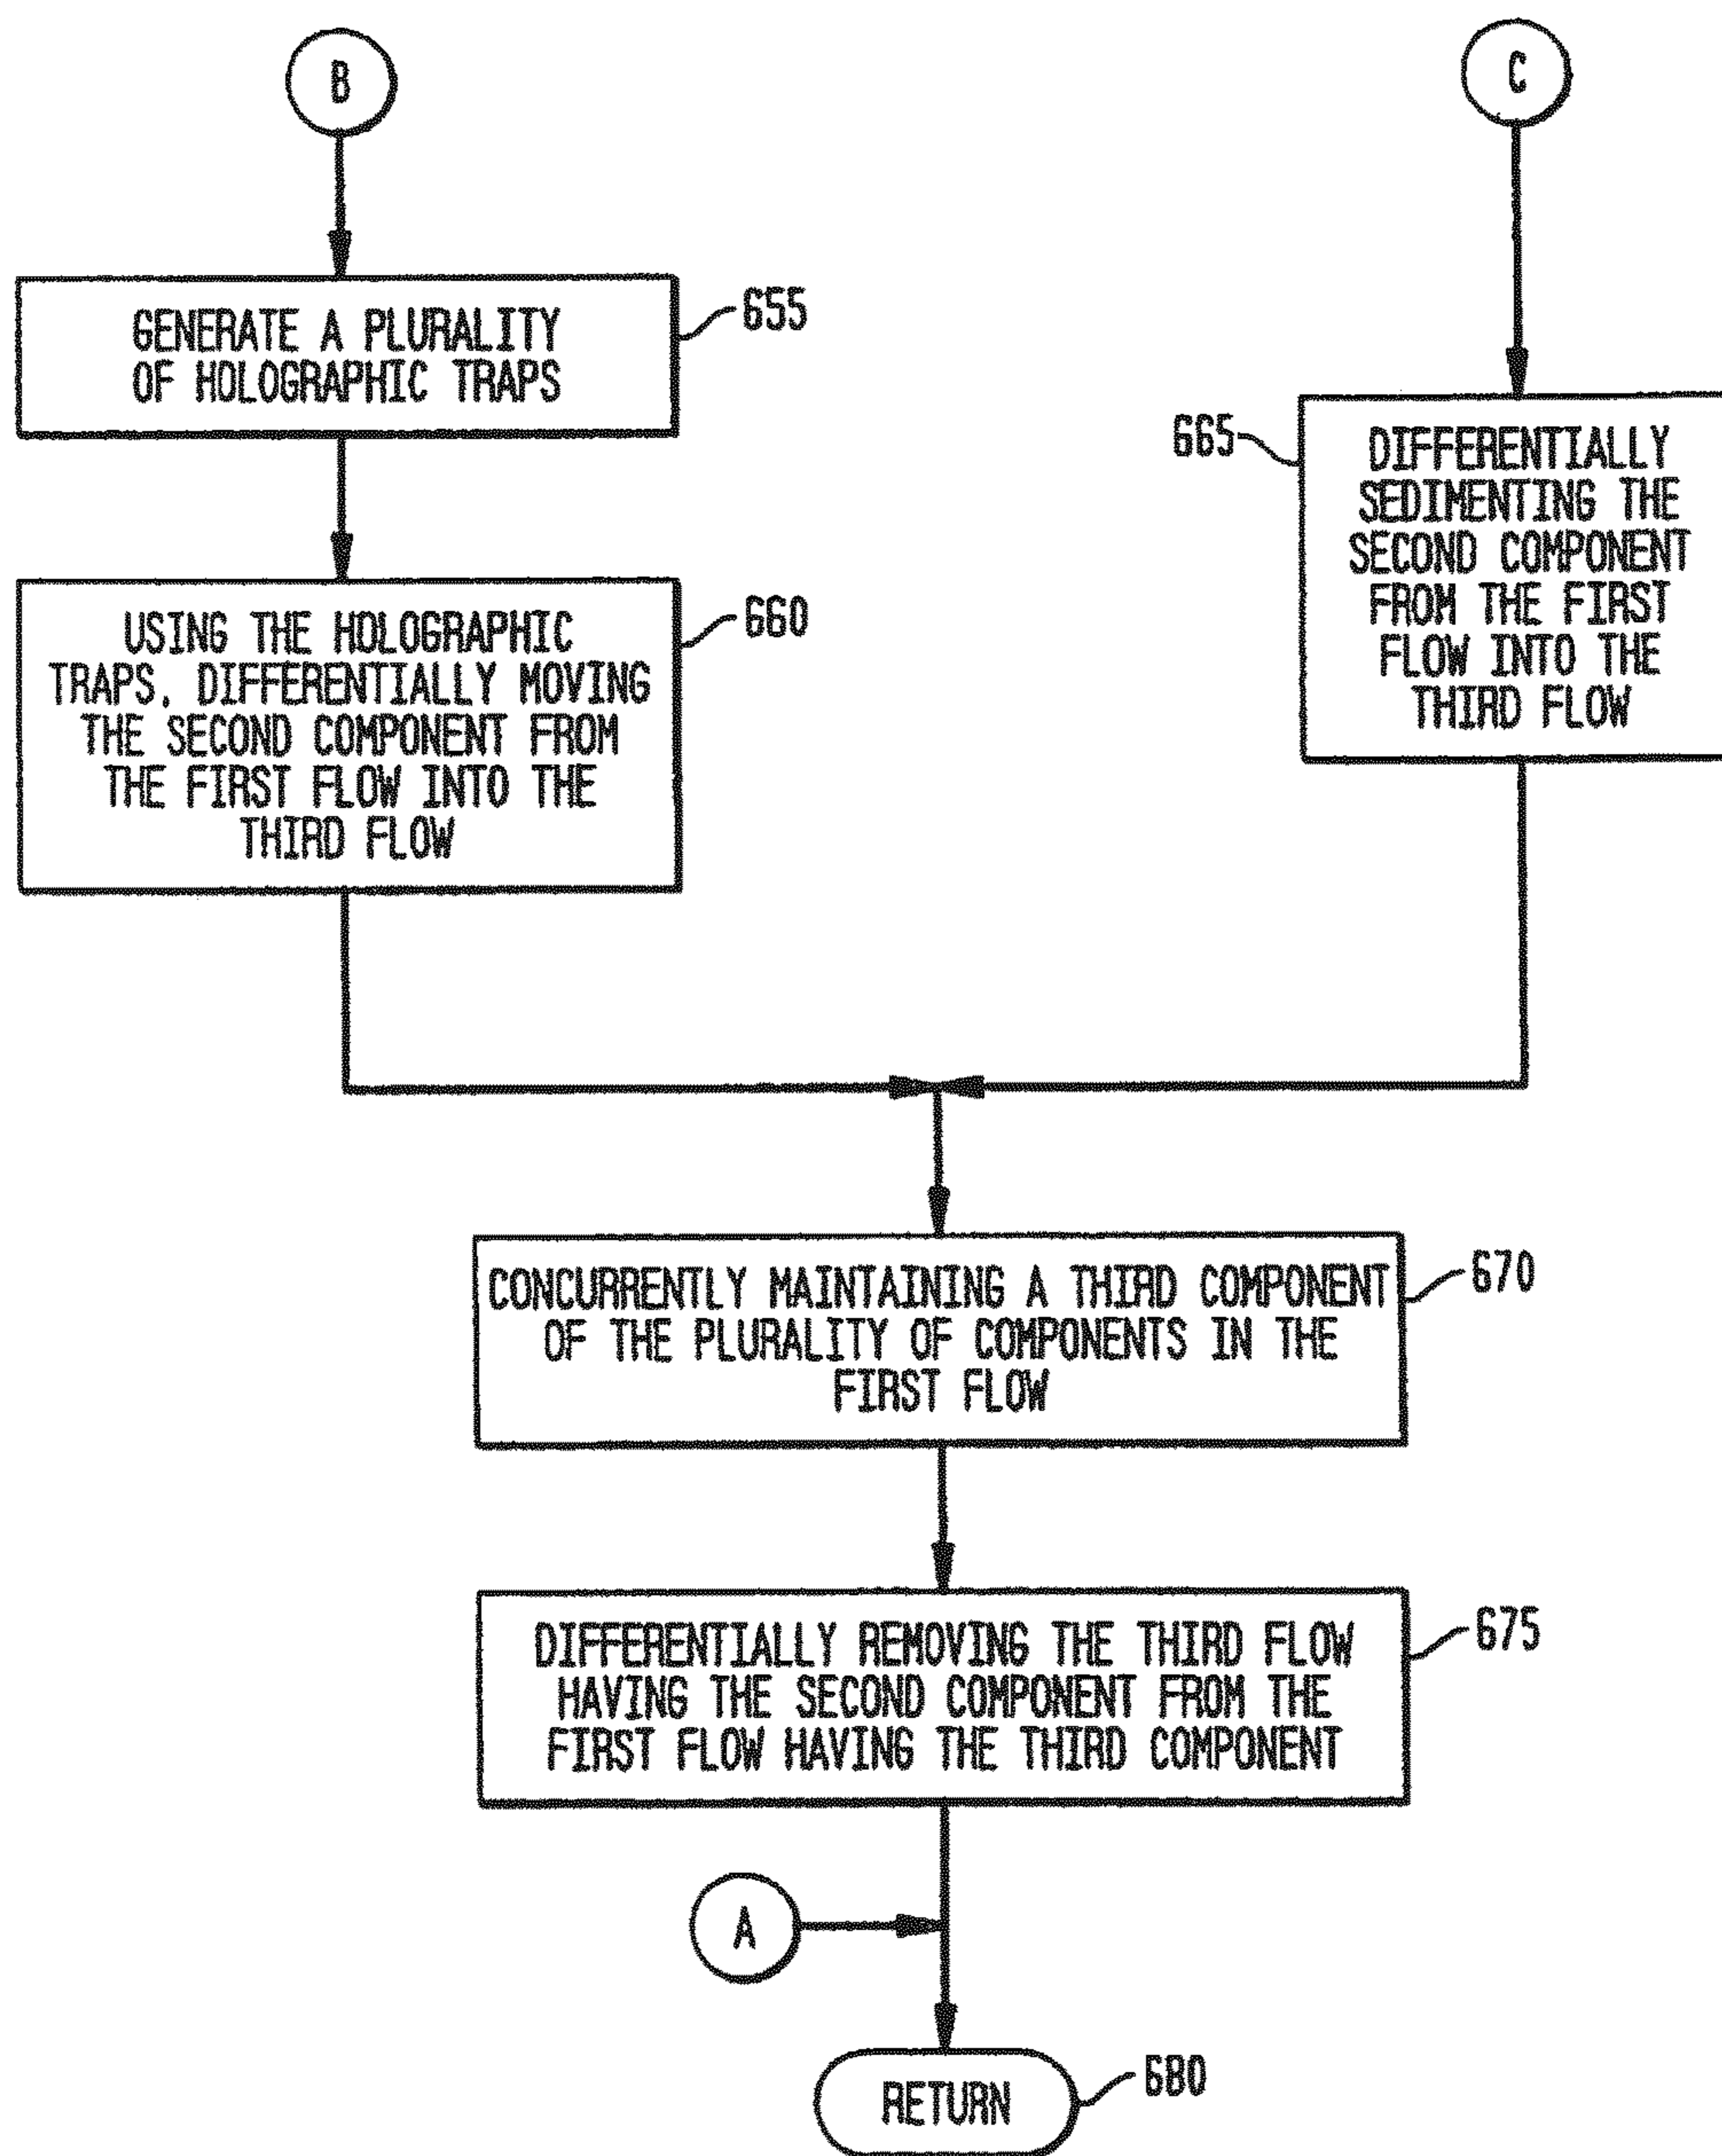 B
C
GENERATE A PLURALITY
OF HOLOGRAPHIC TRAPS
655
USING THE HOLOGRAPHIC
TRAPS, DIFFERENTIALLY MOVING
THE SECOND COMPONENT FROM
THE FIRST FLOW INTO THE
THIRD FLOW
660
665
DIFFERENTIALLY
SEDIMENTING THE
SECOND COMPONENT
FROM THE FIRST
FLOW INTO THE
THIRD FLOW
CONCURRENTLY MAINTAINING A THIRD COMPONENT
OF THE PLURALITY OF COMPONENTS IN THE
FIRST FLOW
670
DIFFERENTIALLY REMOVING THE THIRD FLOW
HAVING THE SECOND COMPONENT FROM THE
FIRST FLOW HAVING THE THIRD COMPONENT
675
A
RETURN
680